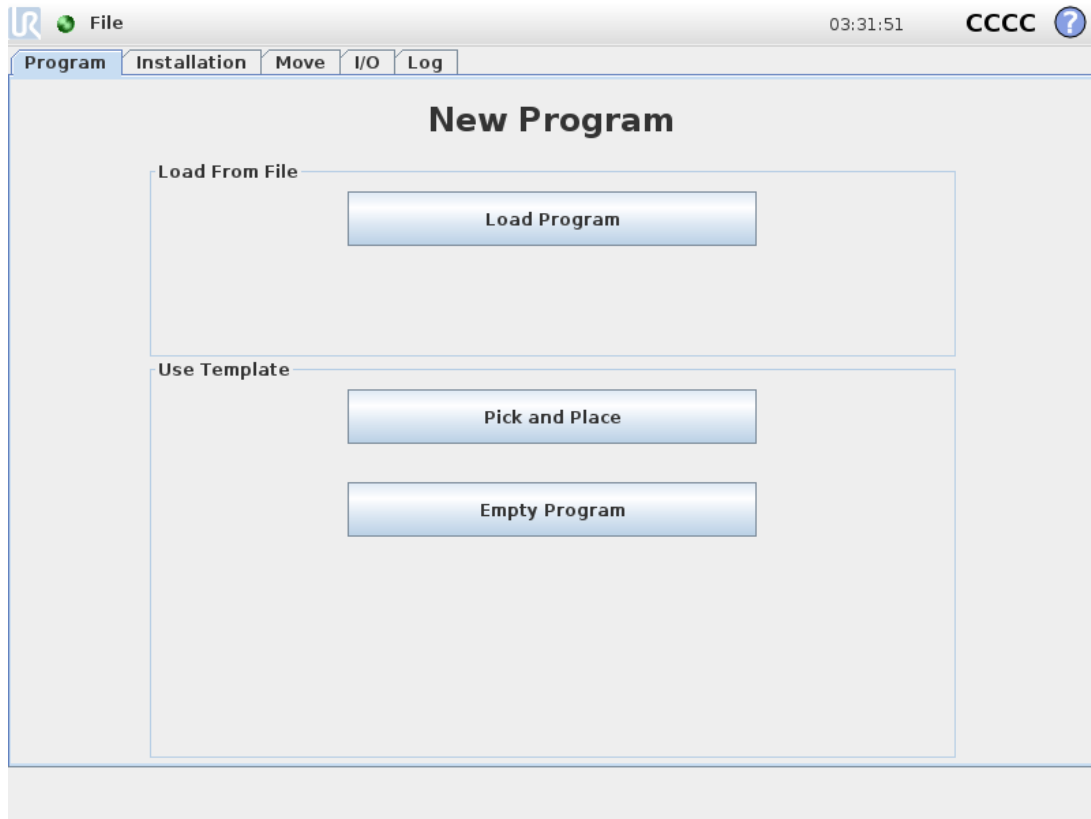 UR File 03:31:51 CCCC ?
Program Installation Move I/O Log
New Program
Load From File
Load Program
Use Template
Pick and Place
Empty Program